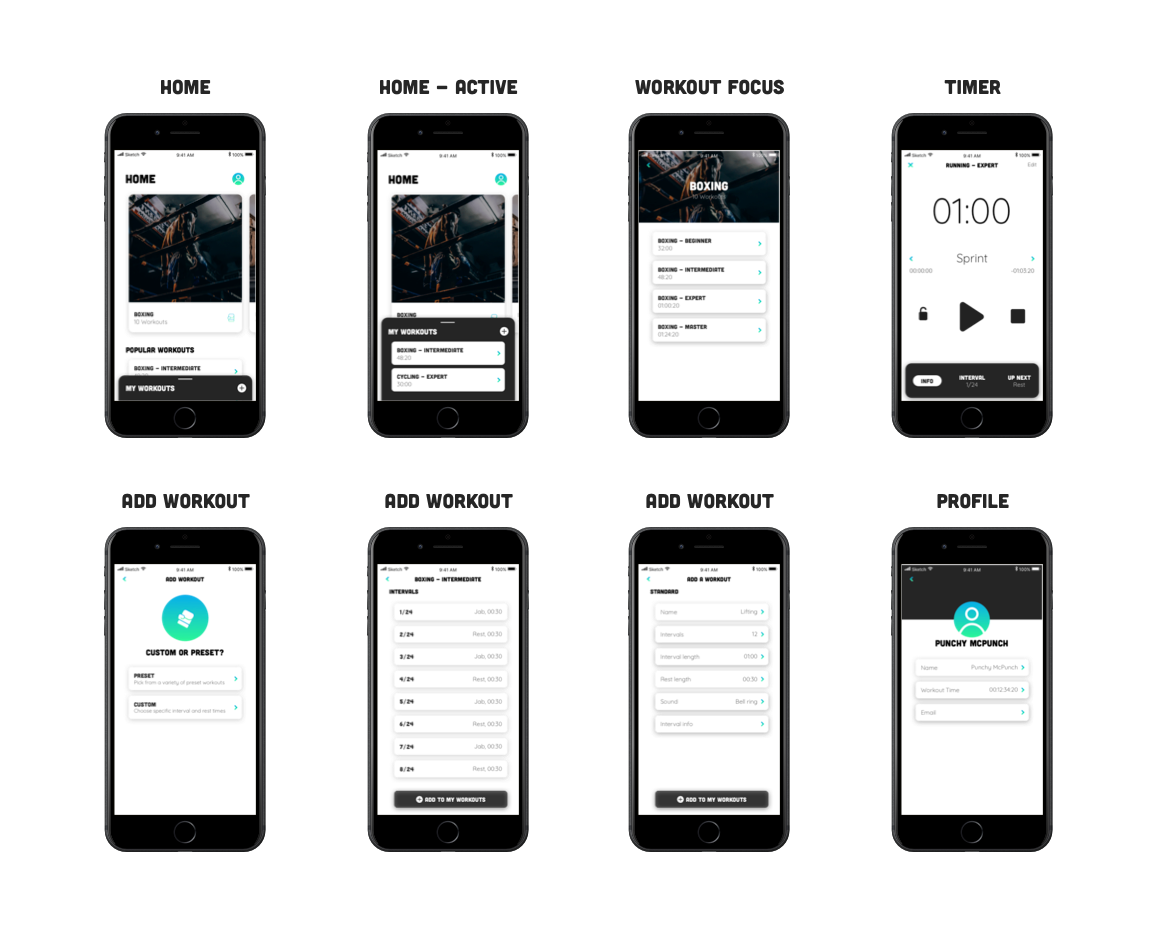 HOME
HOME – ACTIVE
WORKOUT FOCUS
TIMER
Sketch 9:41 AM 100%
HOME
BOXING
10 Workouts
POPULAR WORKOUTS
BOXING – INTERMEDIATE
MY WORKOUTS
Sketch 9:41 AM 100%
HOME
BOXING
MY WORKOUTS
BOXING – INTERMEDIATE
48:20
CYCLING – EXPERT
30:00
9:41 AM
BOXING
10 Workouts
BOXING – BEGINNER
32:00
BOXING – INTERMEDIATE
48:20
BOXING – EXPERT
01:00:20
BOXING – MASTER
01:24:20
Sketch 9:41 AM 100%
RUNNING – EXPERT Edit
01:00
Sprint
00:00:00 -01:03:20
INFO INTERVAL UP NEXT
1/24 Rest
ADD WORKOUT
ADD WORKOUT
ADD WORKOUT
PROFILE
Sketch 9:41 AM 100%
ADD WORKOUT
CUSTOM OR PRESET?
PRESET
Pick from a variety of preset workouts
CUSTOM
Choose specific interval and rest times
Sketch 9:41 AM 100%
BOXING – INTERMEDIATE
INTERVALS
1/24 Jab, 00:30
2/24 Rest, 00:30
3/24 Jab, 00:30
4/24 Rest, 00:30
5/24 Jab, 00:30
6/24 Rest, 00:30
7/24 Jab, 00:30
8/24 Rest, 00:30
ADD TO MY WORKOUTS
Sketch 9:41 AM 100%
ADD A WORKOUT
STANDARD
Name Lifting
Intervals 12
Interval length 01:00
Rest length 00:30
Sound Bell ring
Interval info
ADD TO MY WORKOUTS
Sketch 9:41 AM 100%
PUNCHY MCPUNCH
Name Punchy McPunch
Workout Time 00:12:34:20
Email